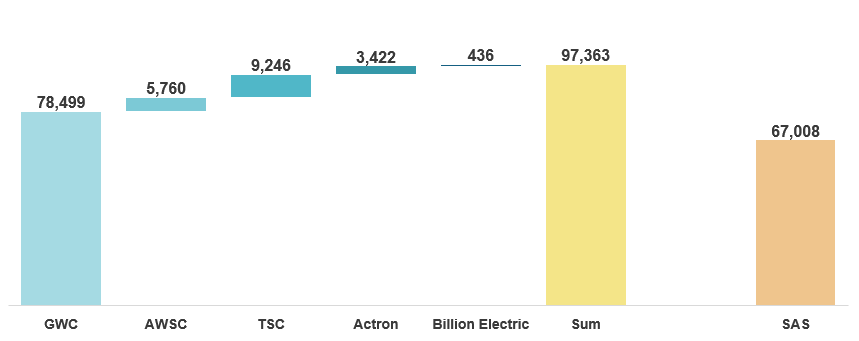 78,499
5,760
9,246
3,422
436
97,363
67,008
GWC
AWSC
TSC
Actron
Billion Electric
Sum
SAS